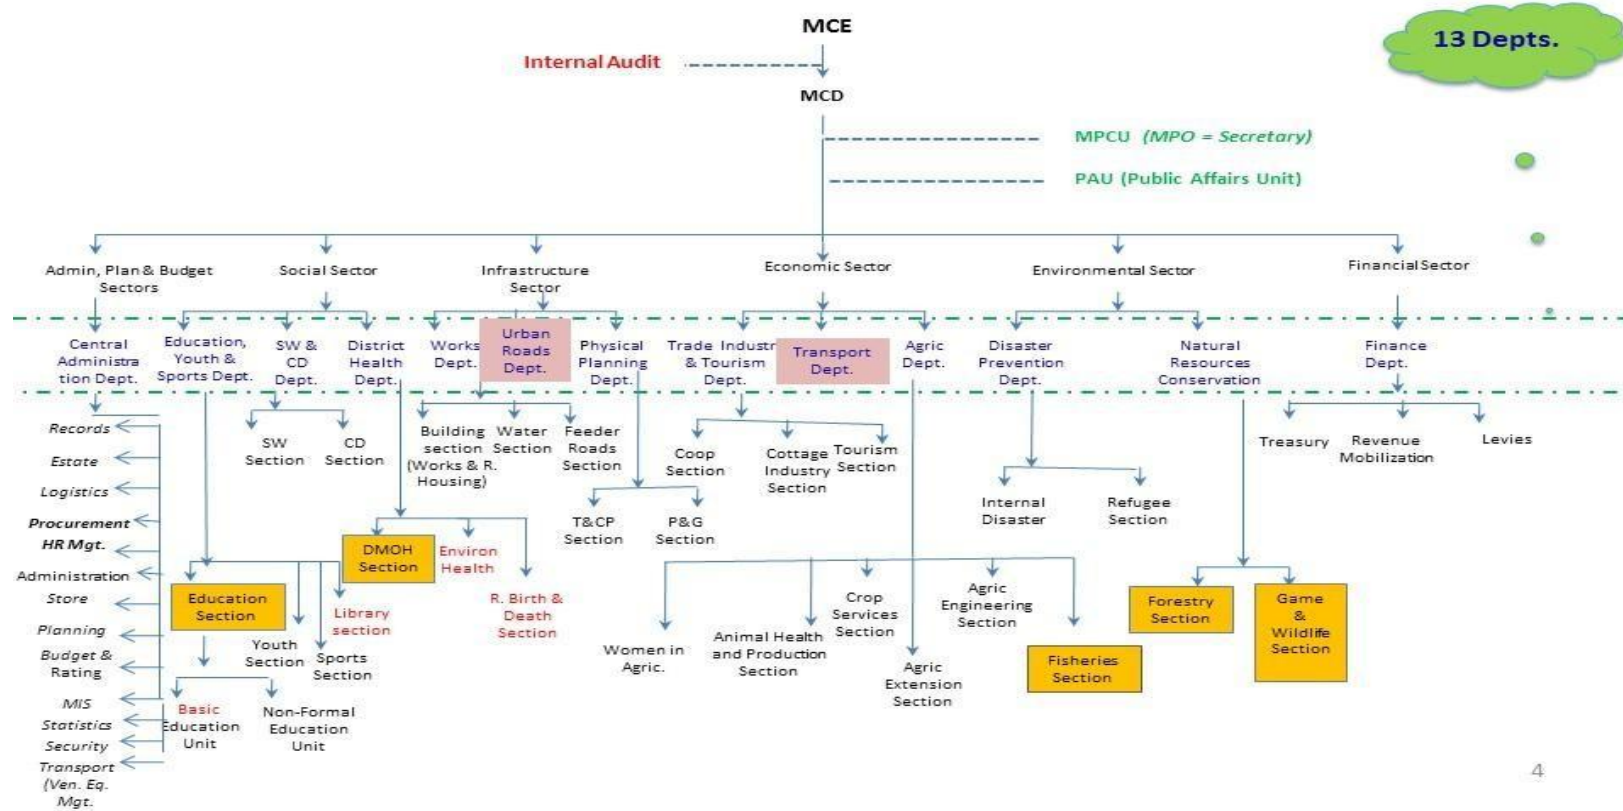 MCE
13 Depts.
Internal Audit
MCD
MPCU (MPO = Secretary)
PAU (Public Affairs Unit)
Admin, Plan & Budget
Sectors
Social Sector
Infrastructure
Sector
Economic Sector
Environmental Sector
Financial Sector
Central
Administra
tion Dept.
Education,
Youth &
Sports Dept.
SW &
CD
Dept.
District
Health
Dept.
Works
Dept.
Urban
Roads
Dept.
Physical
Planning
Dept.
Trade Industr
& Tourism
Dept.
Transport
Dept.
Agric
Dept.
Disaster
Prevention
Dept.
Natural
Resources
Conservation
Finance
Dept.
Records
Estate
Logistics
Procurement
HR Mgt.
Administration
Store
Planning
Budget &
Rating
MIS
Statistics
Security
Transport
(Ven. Eq.
Mgt.
SW
Section
CD
Section
Building
section
(Works & R.
Housing)
Water
Section
Feeder
Roads
Section
Coop
Section
Cottage
Industry
Section
Tourism
Section
Treasury
Revenue
Mobilization
Levies
T&CP
Section
P&G
Section
Internal
Disaster
Refugee
Section
DMOH
Section
Environ
Health
R. Birth &
Death
Section
Education
Section
Youth
Section
Sports
Section
Library
section
Basic
Education
Unit
Non-Formal
Education
Unit
Women in
Agric.
Animal Health
and Production
Section
Crop
Services
Section
Agric
Extension
Section
Agric
Engineering
Section
Fisheries
Section
Forestry
Section
Game
&
Wildlife
Section
4